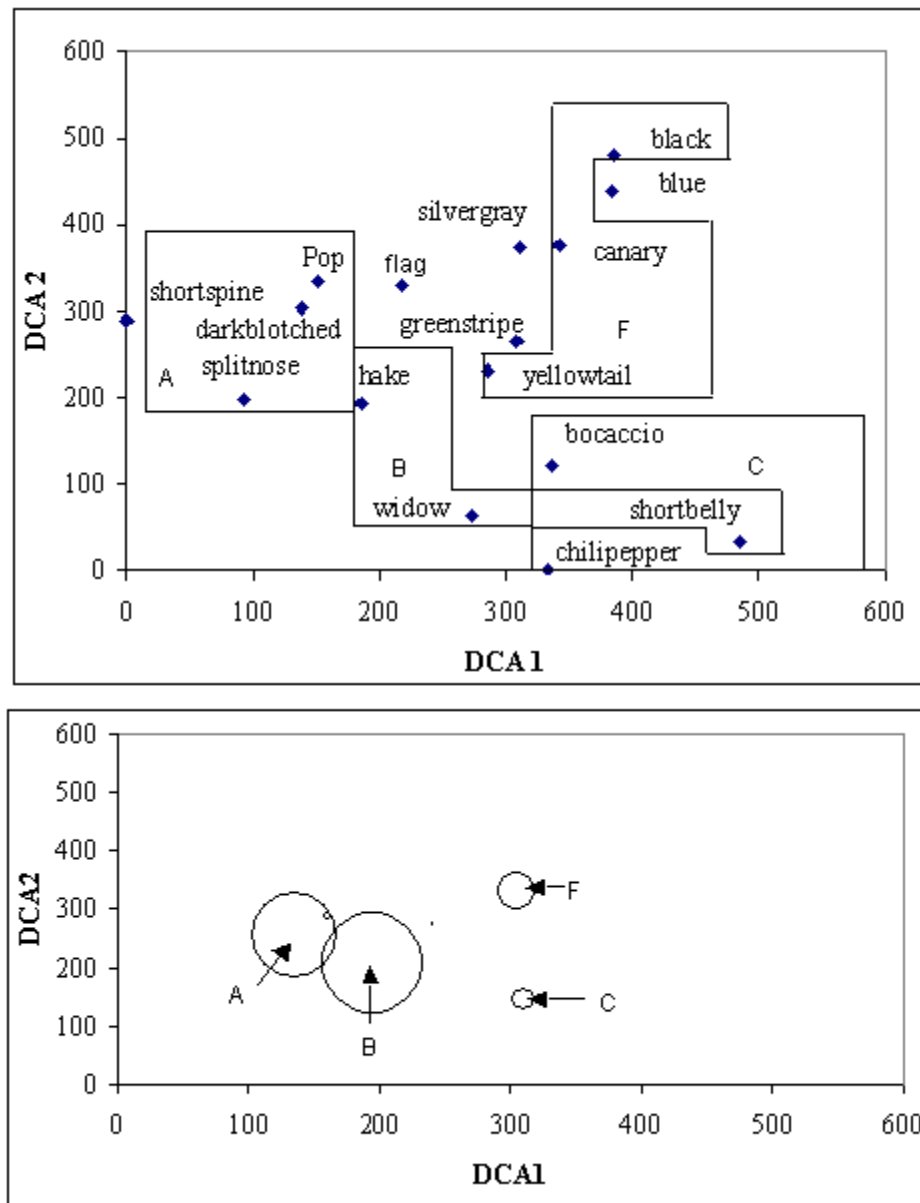 600
500
400
300
200
100
0
DCA 2
black
blue
silvergray
Pop
flag
canary
shortspine
darkblotched
greenstripe
F
splitnose
A
hake
yellowtail
bocaccio
B
C
widow
shortbelly
chilipepper
0 100 200 300 400 500 600
DCA 1
600
500
400
300
200
100
0
DCA2
F
A
C
B
0 100 200 300 400 500 600
DCA1